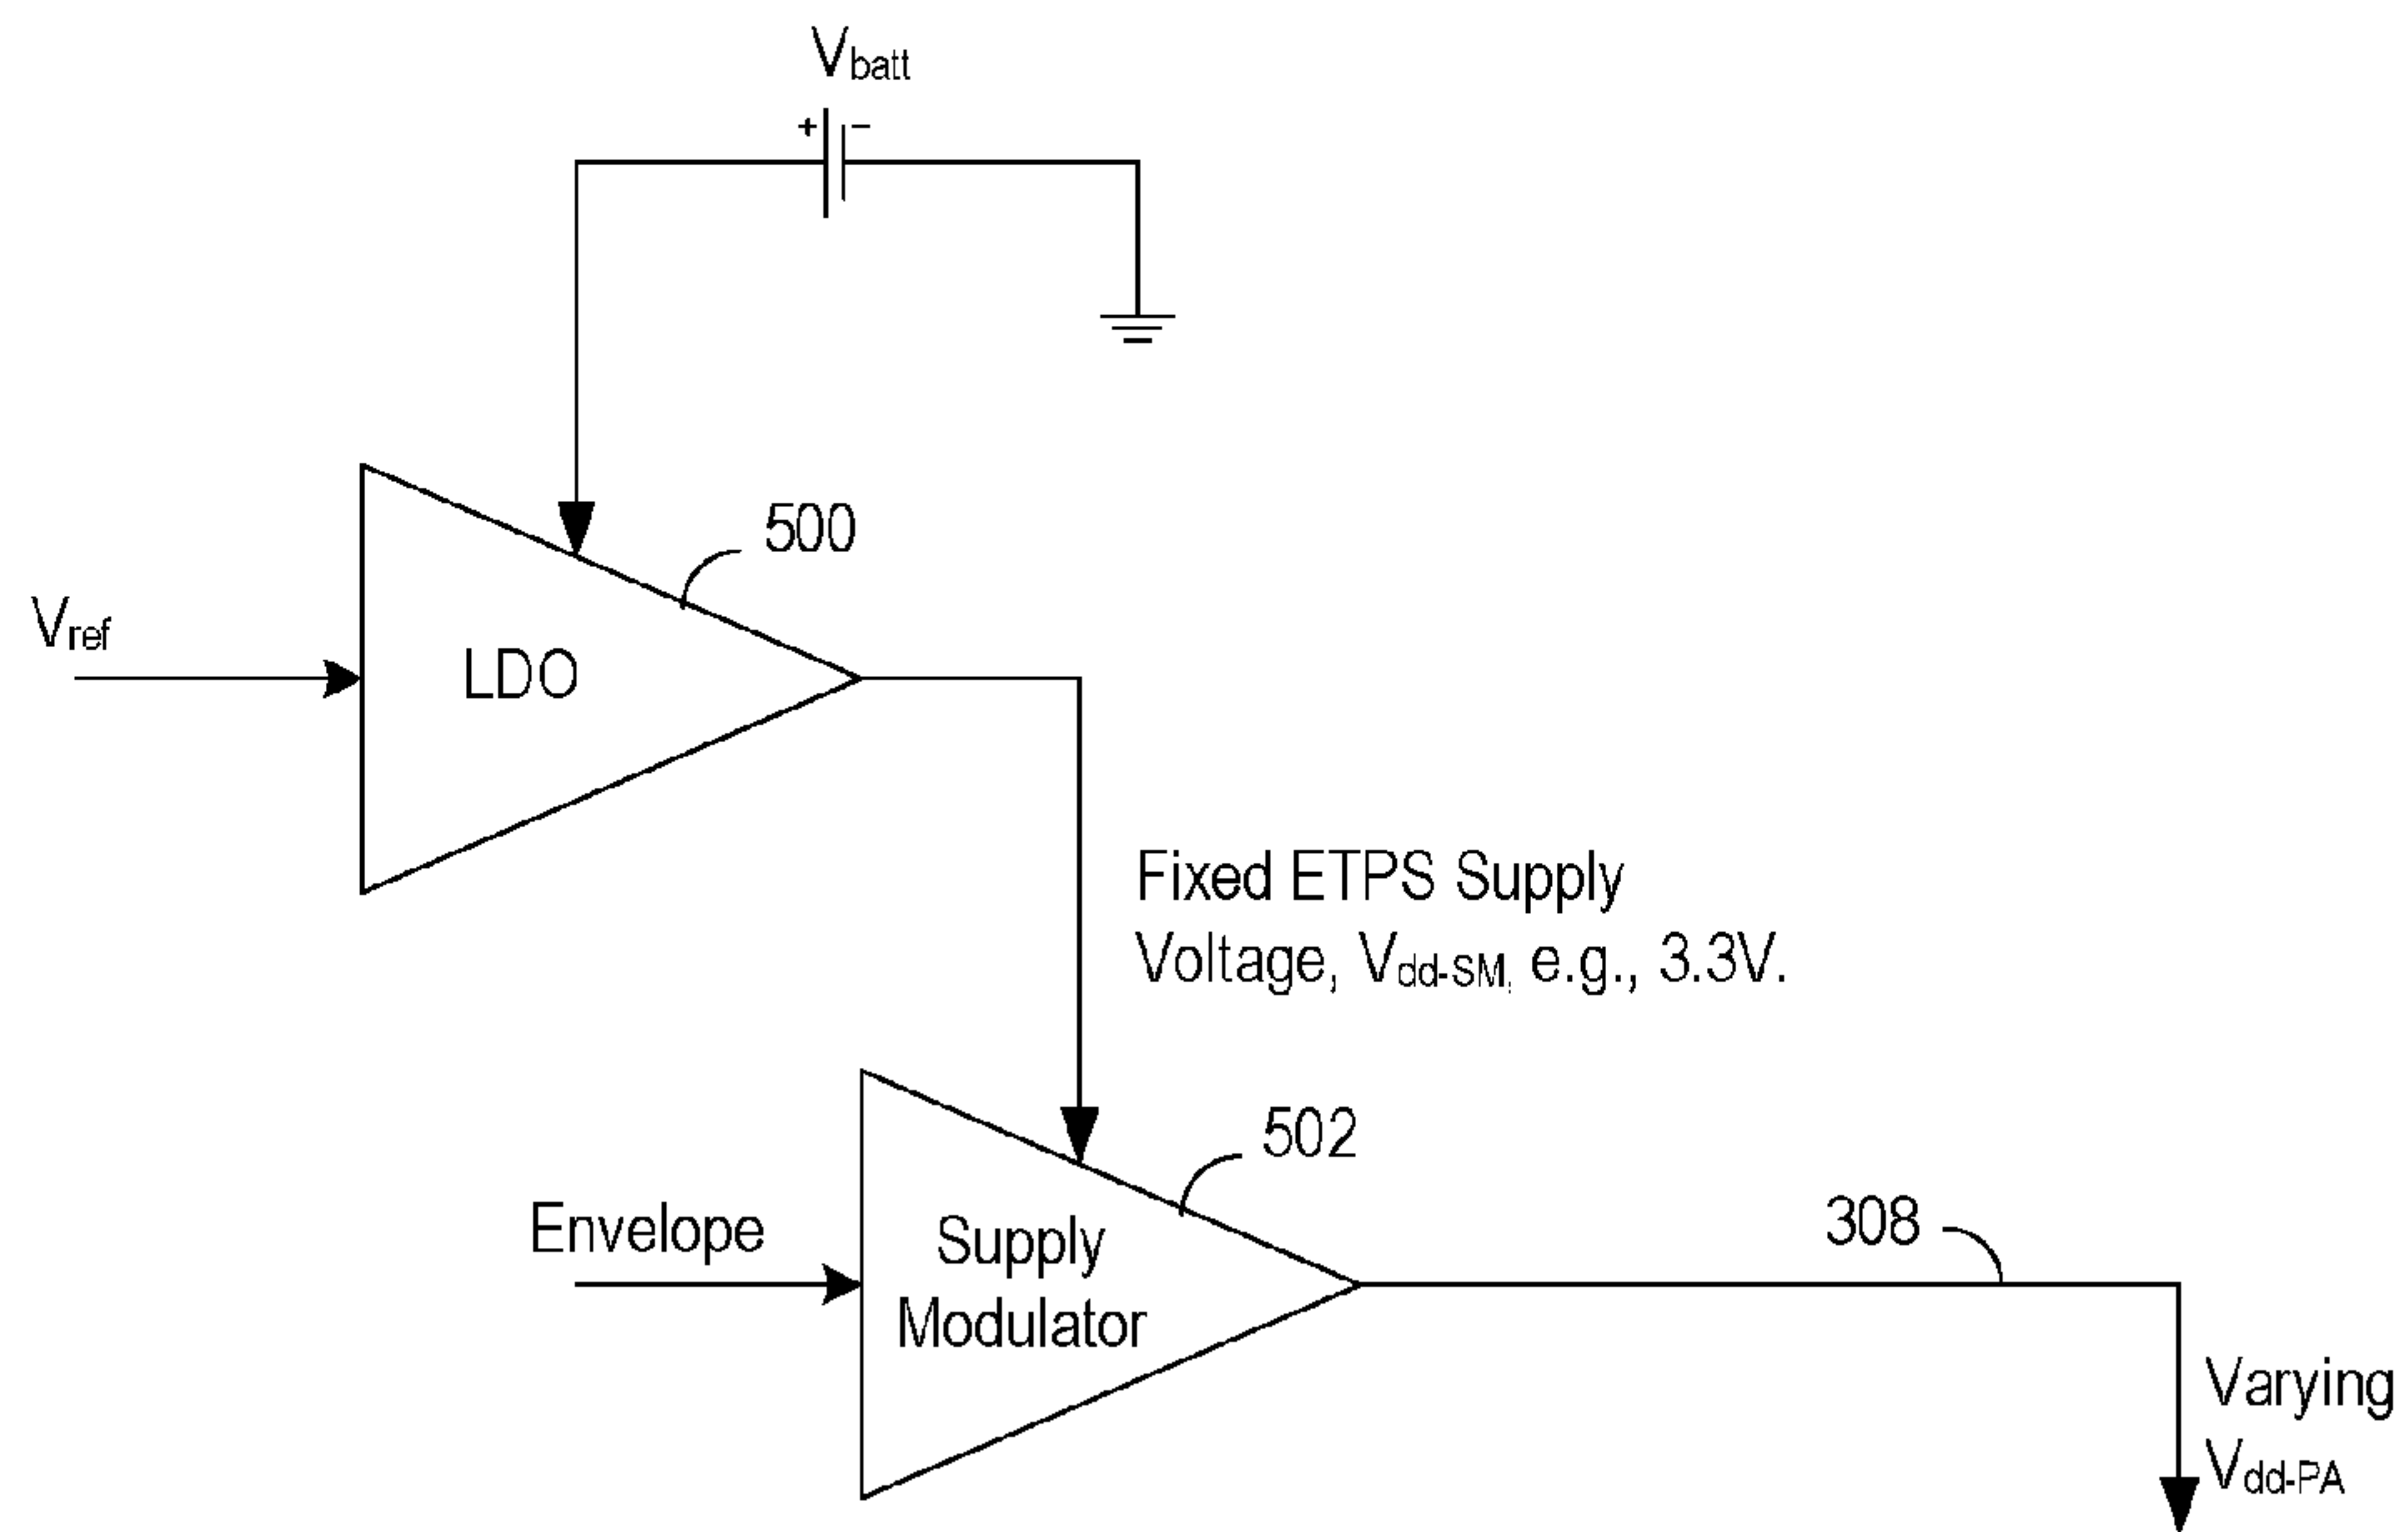 Vbatt
+ −
500
Vref
LDO
Fixed ETPS Supply
Voltage, Vdd-SM, e.g., 3.3V.
502
Envelope
Supply
Modulator
308
Varying
Vdd-PA